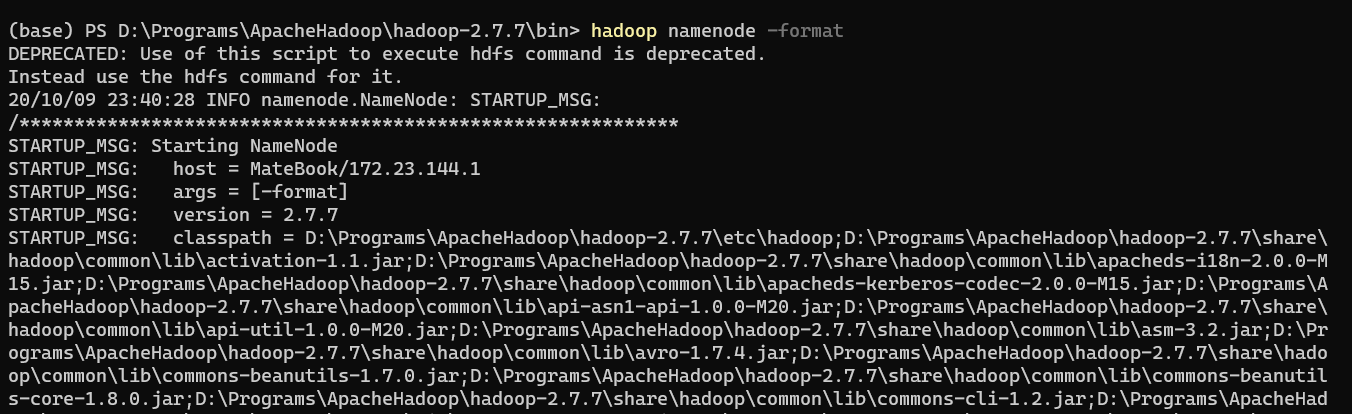 (base) PS D:\Programs\ApacheHadoop\hadoop-2.7.7\bin> hadoop namenode -format
DEPRECATED: Use of this script to execute hdfs command is deprecated.
Instead use the hdfs command for it.
20/10/09 23:40:28 INFO namenode.NameNode: STARTUP_MSG:
/************************************************************
STARTUP_MSG: Starting NameNode
STARTUP_MSG:   host = MateBook/172.23.144.1
STARTUP_MSG:   args = [-format]
STARTUP_MSG:   version = 2.7.7
STARTUP_MSG:   classpath = D:\Programs\ApacheHadoop\hadoop-2.7.7\etc\hadoop;D:\Programs\ApacheHadoop\hadoop-2.7.7\share\
hadoop\common\lib\activation-1.1.jar;D:\Programs\ApacheHadoop\hadoop-2.7.7\share\hadoop\common\lib\apacheds-i18n-2.0.0-M
15.jar;D:\Programs\ApacheHadoop\hadoop-2.7.7\share\hadoop\common\lib\apacheds-kerberos-codec-2.0.0-M15.jar;D:\Programs\A
pacheHadoop\hadoop-2.7.7\share\hadoop\common\lib\api-asn1-api-1.0.0-M20.jar;D:\Programs\ApacheHadoop\hadoop-2.7.7\share\
hadoop\common\lib\api-util-1.0.0-M20.jar;D:\Programs\ApacheHadoop\hadoop-2.7.7\share\hadoop\common\lib\asm-3.2.jar;D:\Pr
ograms\ApacheHadoop\hadoop-2.7.7\share\hadoop\common\lib\avro-1.7.4.jar;D:\Programs\ApacheHadoop\hadoop-2.7.7\share\hado
op\common\lib\commons-beanutils-1.7.0.jar;D:\Programs\ApacheHadoop\hadoop-2.7.7\share\hadoop\common\lib\commons-beanutil
s-core-1.8.0.jar;D:\Programs\ApacheHadoop\hadoop-2.7.7\share\hadoop\common\lib\commons-cli-1.2.jar;D:\Programs\ApacheHad